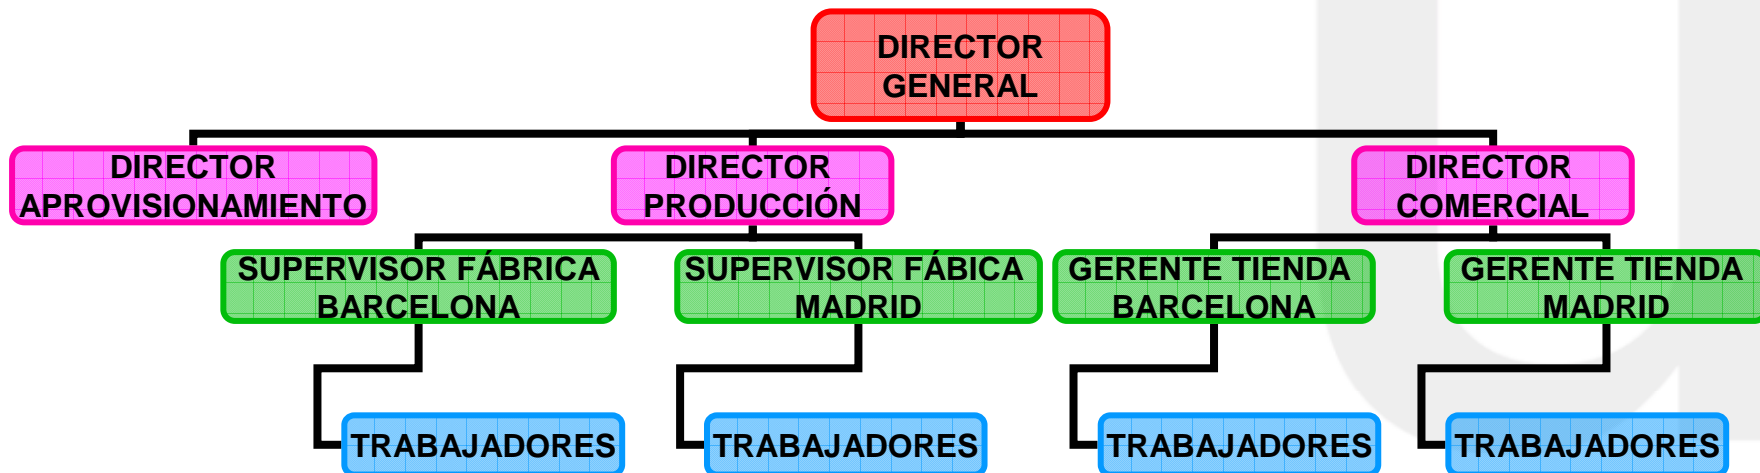 DIRECTOR
GENERAL
DIRECTOR
APROVISIONAMIENTO
DIRECTOR
PRODUCCIÓN
DIRECTOR
COMERCIAL
SUPERVISOR FÁBRICA
BARCELONA
SUPERVISOR FÁBICA
MADRID
GERENTE TIENDA
BARCELONA
GERENTE TIENDA
MADRID
TRABAJADORES
TRABAJADORES
TRABAJADORES
TRABAJADORES